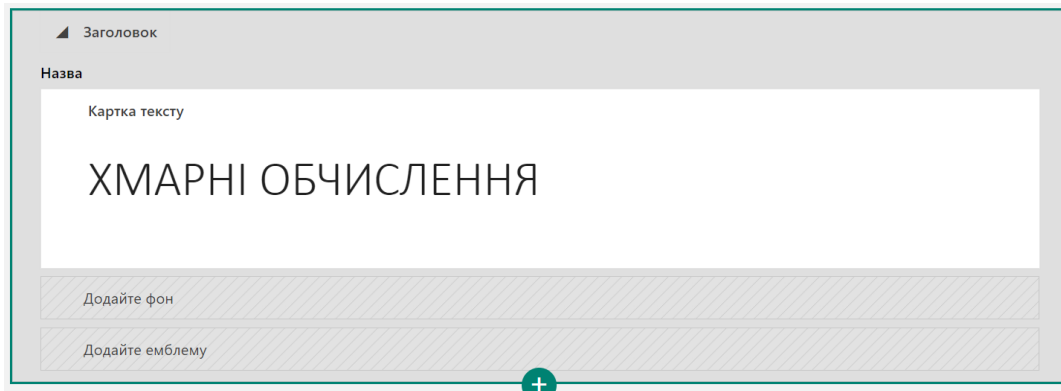 Заголовок
Назва
Картка тексту
ХМАРНІ ОБЧИСЛЕННЯ
Додайте фон
Додайте емблему